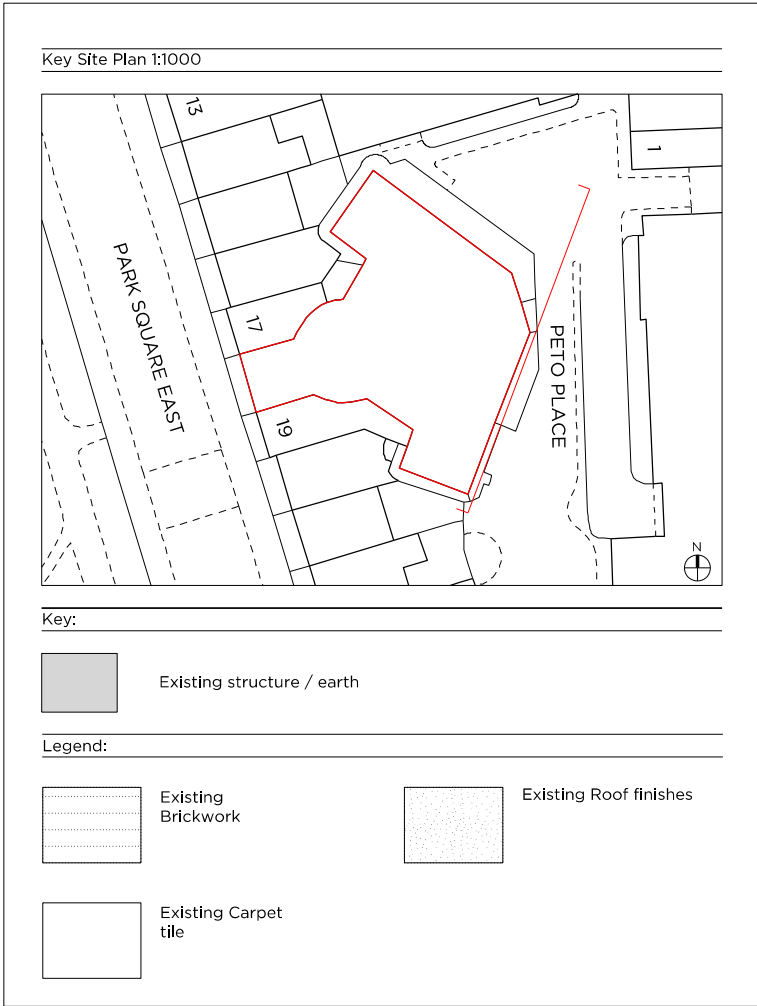 Key Site Plan 1:1000
13
1
PARK SQUARE EAST
17
PETO PLACE
19
N
Key:
Existing structure / earth
Legend:
Existing
Brickwork
Existing Roof finishes
Existing Carpet
tile